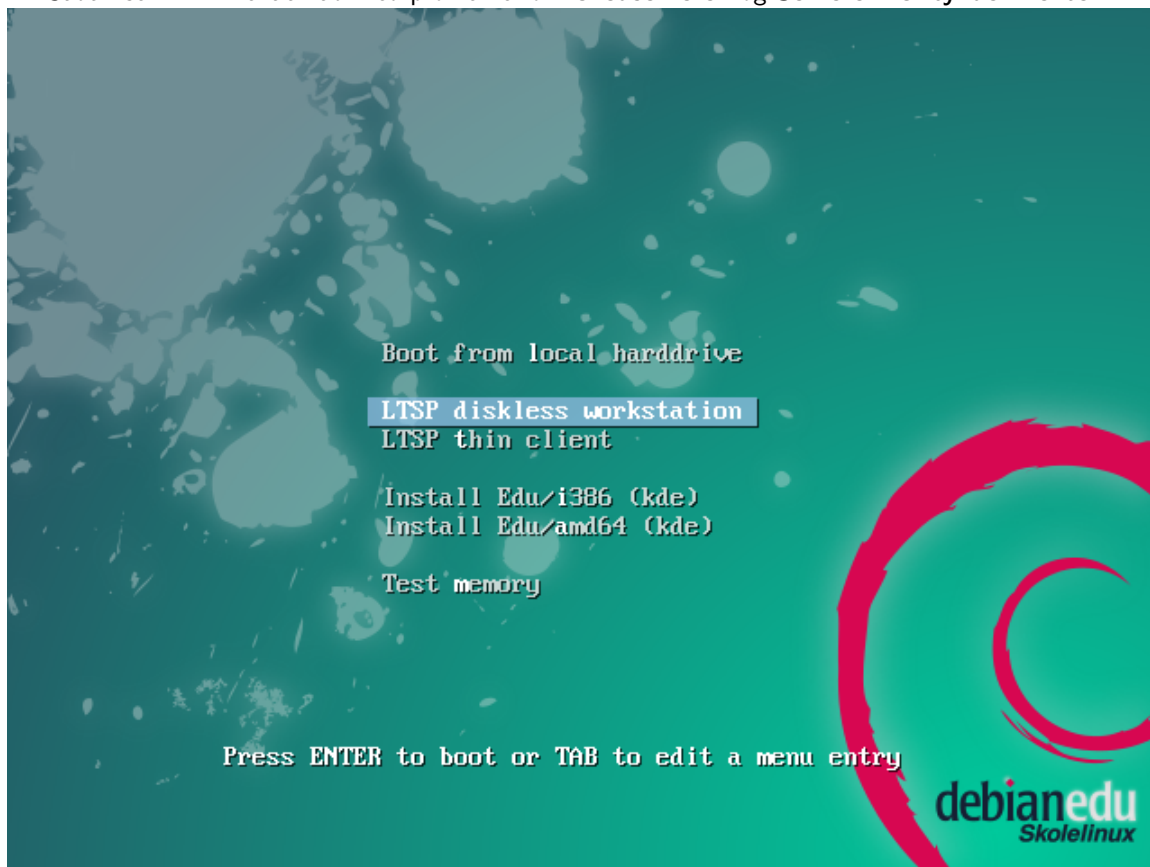 Boot from local harddrive
LTSP diskless workstation
LTSP thin client
Install Edu/i386 (kde)
Install Edu/amd64 (kde)
Test memory
Press ENTER to boot or TAB to edit a menu entry
debianedu
Skolelinux